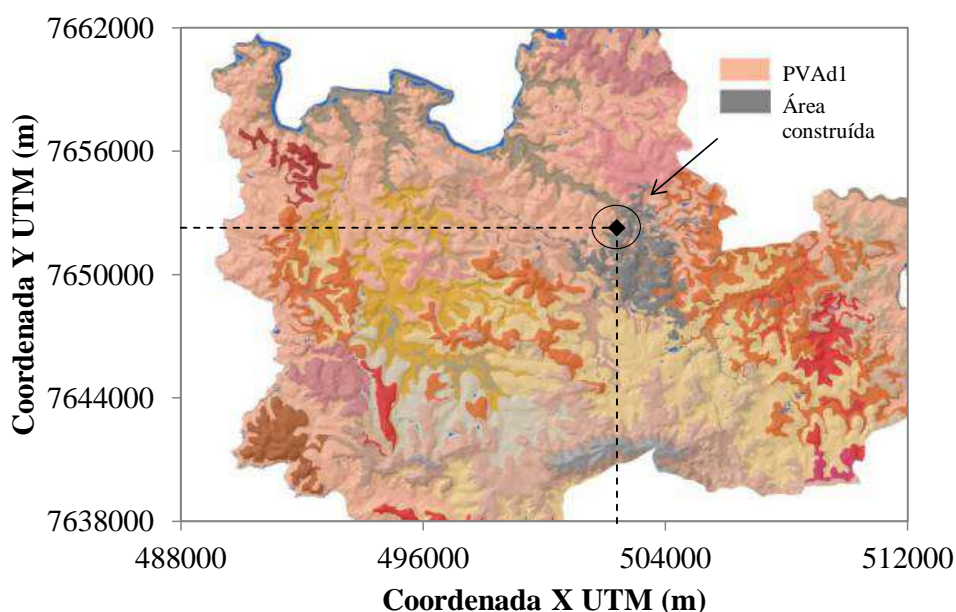 7662000
7656000
7650000
7644000
7638000
Coordenada Y UTM (m)
PVAd1
Área
construída
488000
496000
504000
512000
Coordenada X UTM (m)